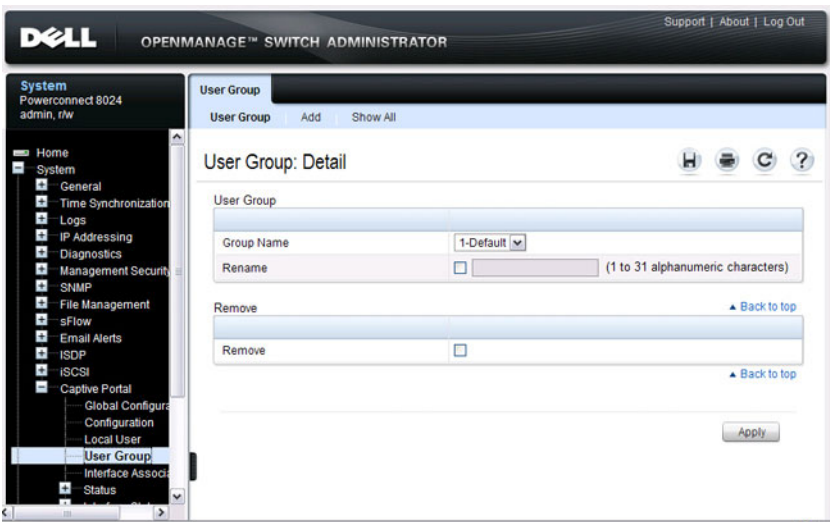 Support | About | Log Out
DELL
OPENMANAGE™ SWITCH ADMINISTRATOR
System
Powerconnect 8024
admin, r/w
Home
System
General
Time Synchronization
Logs
IP Addressing
Diagnostics
Management Security
SNMP
File Management
sFlow
Email Alerts
ISDP
iSCSI
Captive Portal
Global Configura
Configuration
Local User
User Group
Interface Associa
Status
User Group
User Group Add Show All
User Group: Detail
User Group
Group Name 1-Default
Rename (1 to 31 alphanumeric characters)
Remove Back to top
Remove
Back to top
Apply